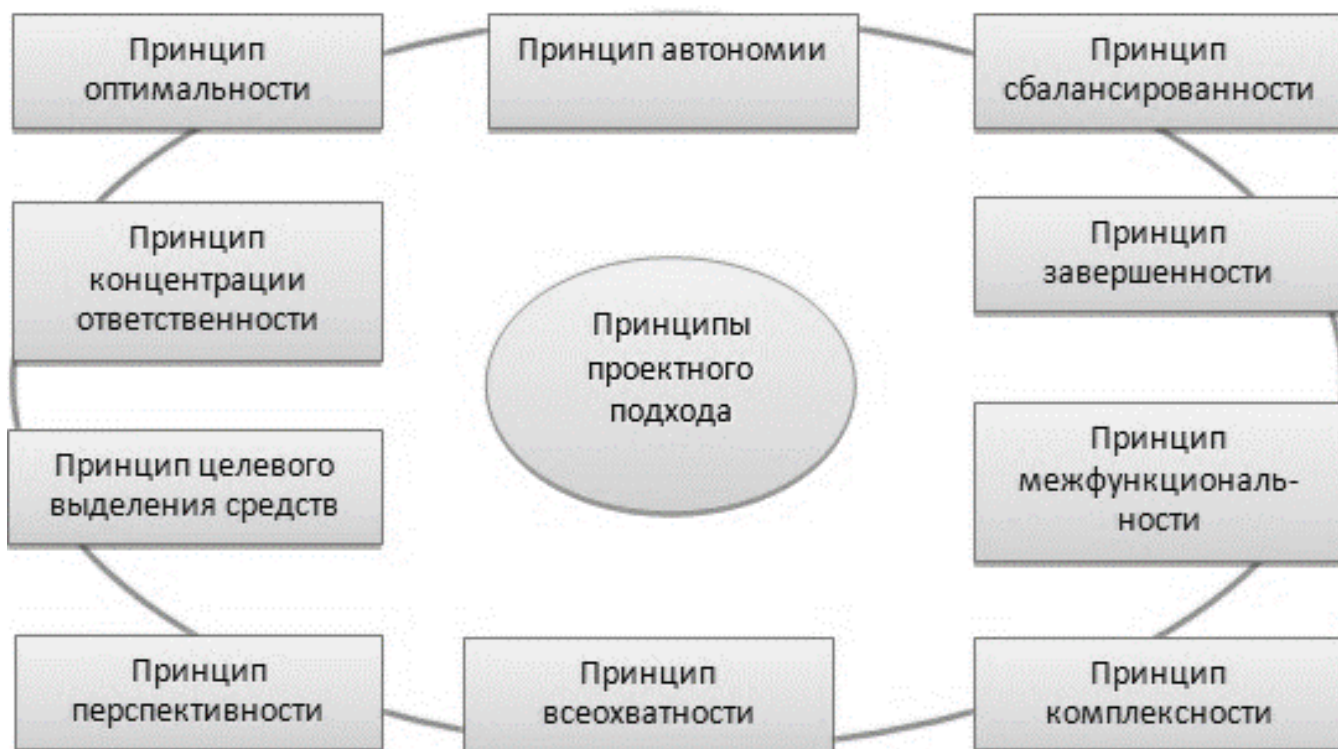 Принцип
оптимальности
Принцип автономии
Принцип
сбалансированности
Принцип
концентрации
ответственности
Принцип
завершенности
Принципы
проектного
подхода
Принцип целевого
выделения средств
Принцип
межфункциональ-
ности
Принцип
перспективности
Принцип
всеохватности
Принцип
комплексности